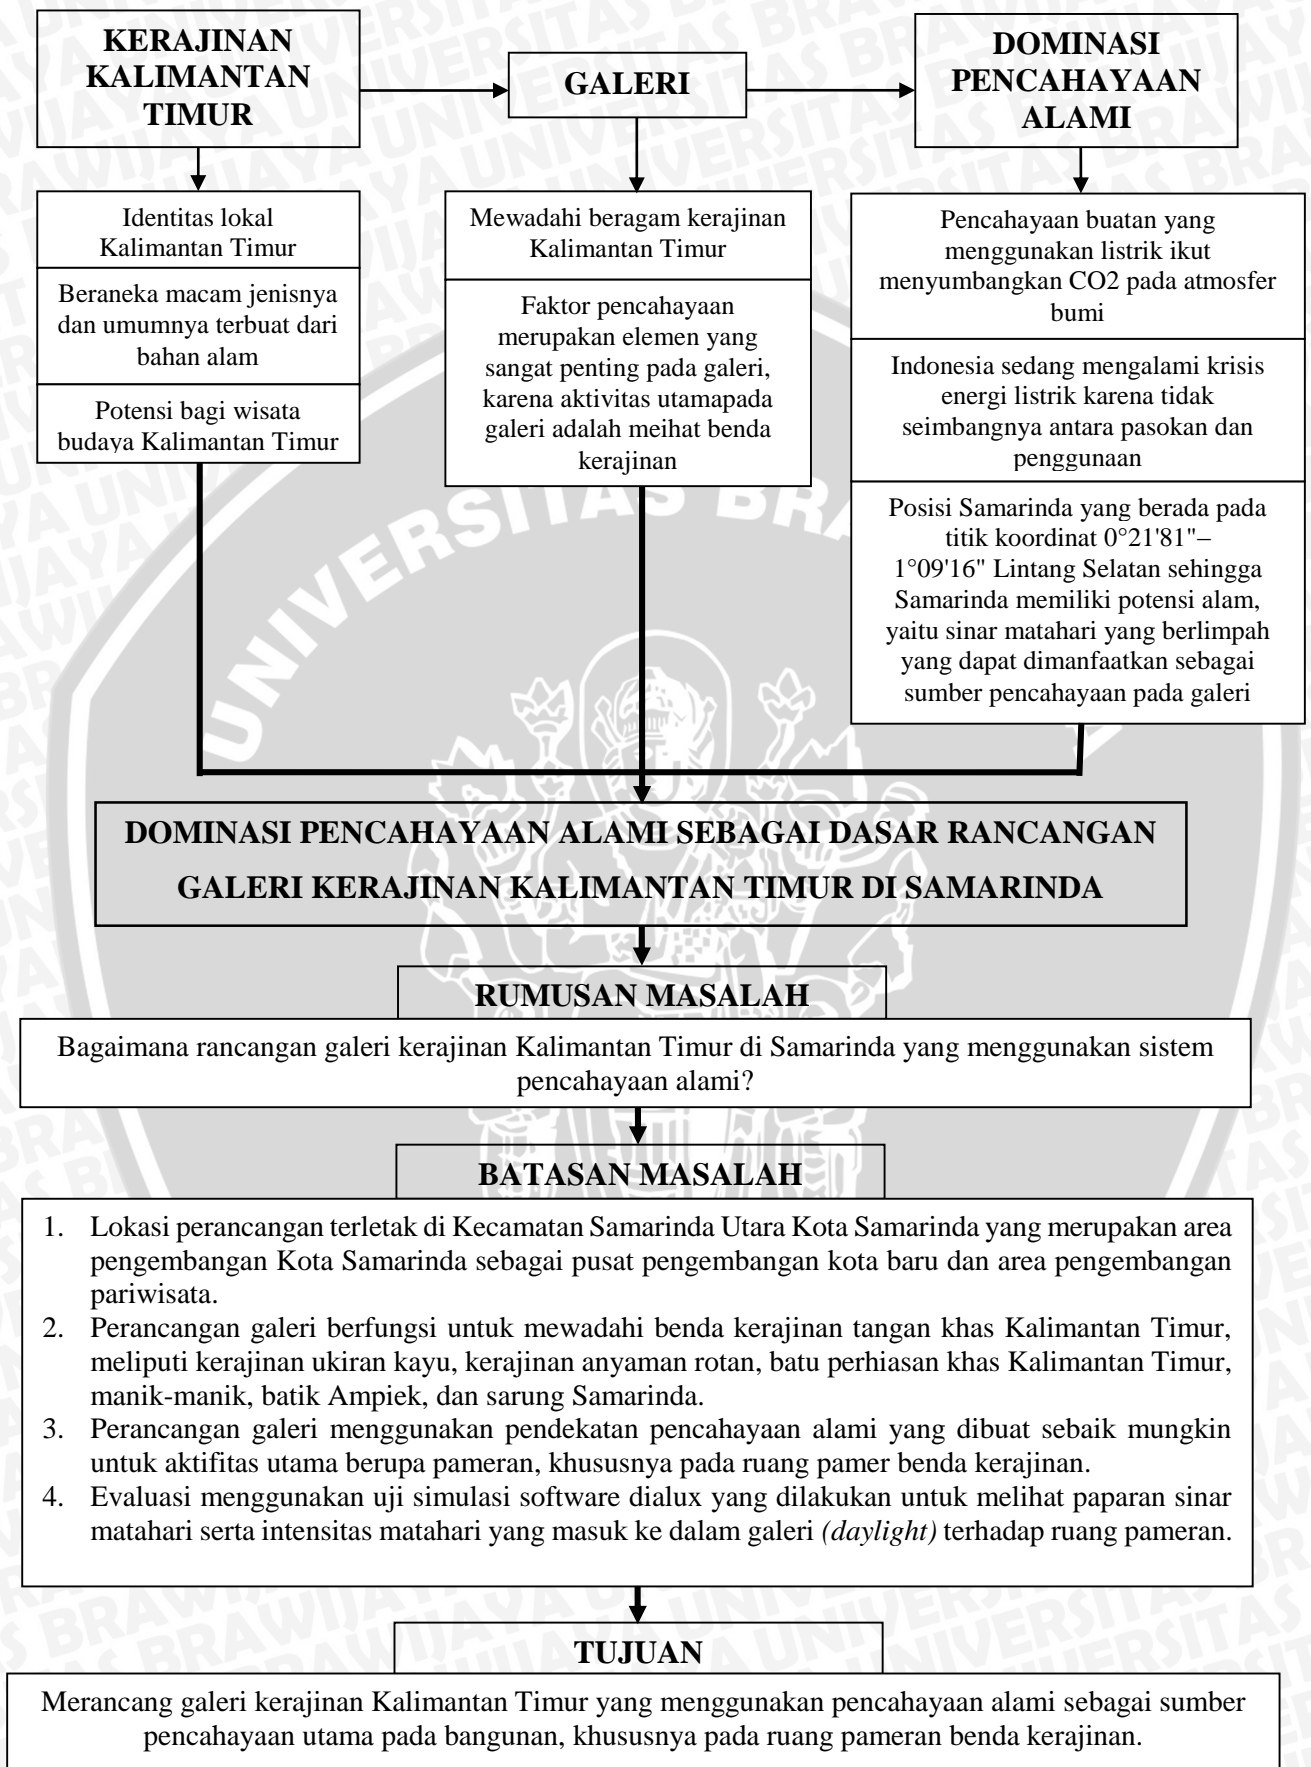 KERAJINAN
KALIMANTAN
TIMUR
GALERI
DOMINASI
PENCAHAYAAN
ALAMI
Identitas lokal
Kalimantan Timur
Beraneka macam jenisnya
dan umumnya terbuat dari
bahan alam
Potensi bagi wisata
budaya Kalimantan Timur
Mewadahi beragam kerajinan
Kalimantan Timur
Faktor pencahayaan
merupakan elemen yang
sangat penting pada galeri,
karena aktivitas utamapada
galeri adalah meihat benda
kerajinan
Pencahayaan buatan yang
menggunakan listrik ikut
menyumbangkan CO2 pada atmosfer
bumi
Indonesia sedang mengalami krisis
energi listrik karena tidak
seimbangnya antara pasokan dan
penggunaan
Posisi Samarinda yang berada pada
titik koordinat 0°21'81"–
1°09'16" Lintang Selatan sehingga
Samarinda memiliki potensi alam,
yaitu sinar matahari yang berlimpah
yang dapat dimanfaatkan sebagai
sumber pencahayaan pada galeri
DOMINASI PENCAHAYAAN ALAMI SEBAGAI DASAR RANCANGAN
GALERI KERAJINAN KALIMANTAN TIMUR DI SAMARINDA
RUMUSAN MASALAH
Bagaimana rancangan galeri kerajinan Kalimantan Timur di Samarinda yang menggunakan sistem
pencahayaan alami?
BATASAN MASALAH
1. Lokasi perancangan terletak di Kecamatan Samarinda Utara Kota Samarinda yang merupakan area
pengembangan Kota Samarinda sebagai pusat pengembangan kota baru dan area pengembangan
pariwisata.
2. Perancangan galeri berfungsi untuk mewadahi benda kerajinan tangan khas Kalimantan Timur,
meliputi kerajinan ukiran kayu, kerajinan anyaman rotan, batu perhiasan khas Kalimantan Timur,
manik-manik, batik Ampiek, dan sarung Samarinda.
3. Perancangan galeri menggunakan pendekatan pencahayaan alami yang dibuat sebaik mungkin
untuk aktifitas utama berupa pameran, khususnya pada ruang pamer benda kerajinan.
4. Evaluasi menggunakan uji simulasi software dialux yang dilakukan untuk melihat paparan sinar
matahari serta intensitas matahari yang masuk ke dalam galeri (daylight) terhadap ruang pameran.
TUJUAN
Merancang galeri kerajinan Kalimantan Timur yang menggunakan pencahayaan alami sebagai sumber
pencahayaan utama pada bangunan, khususnya pada ruang pameran benda kerajinan.